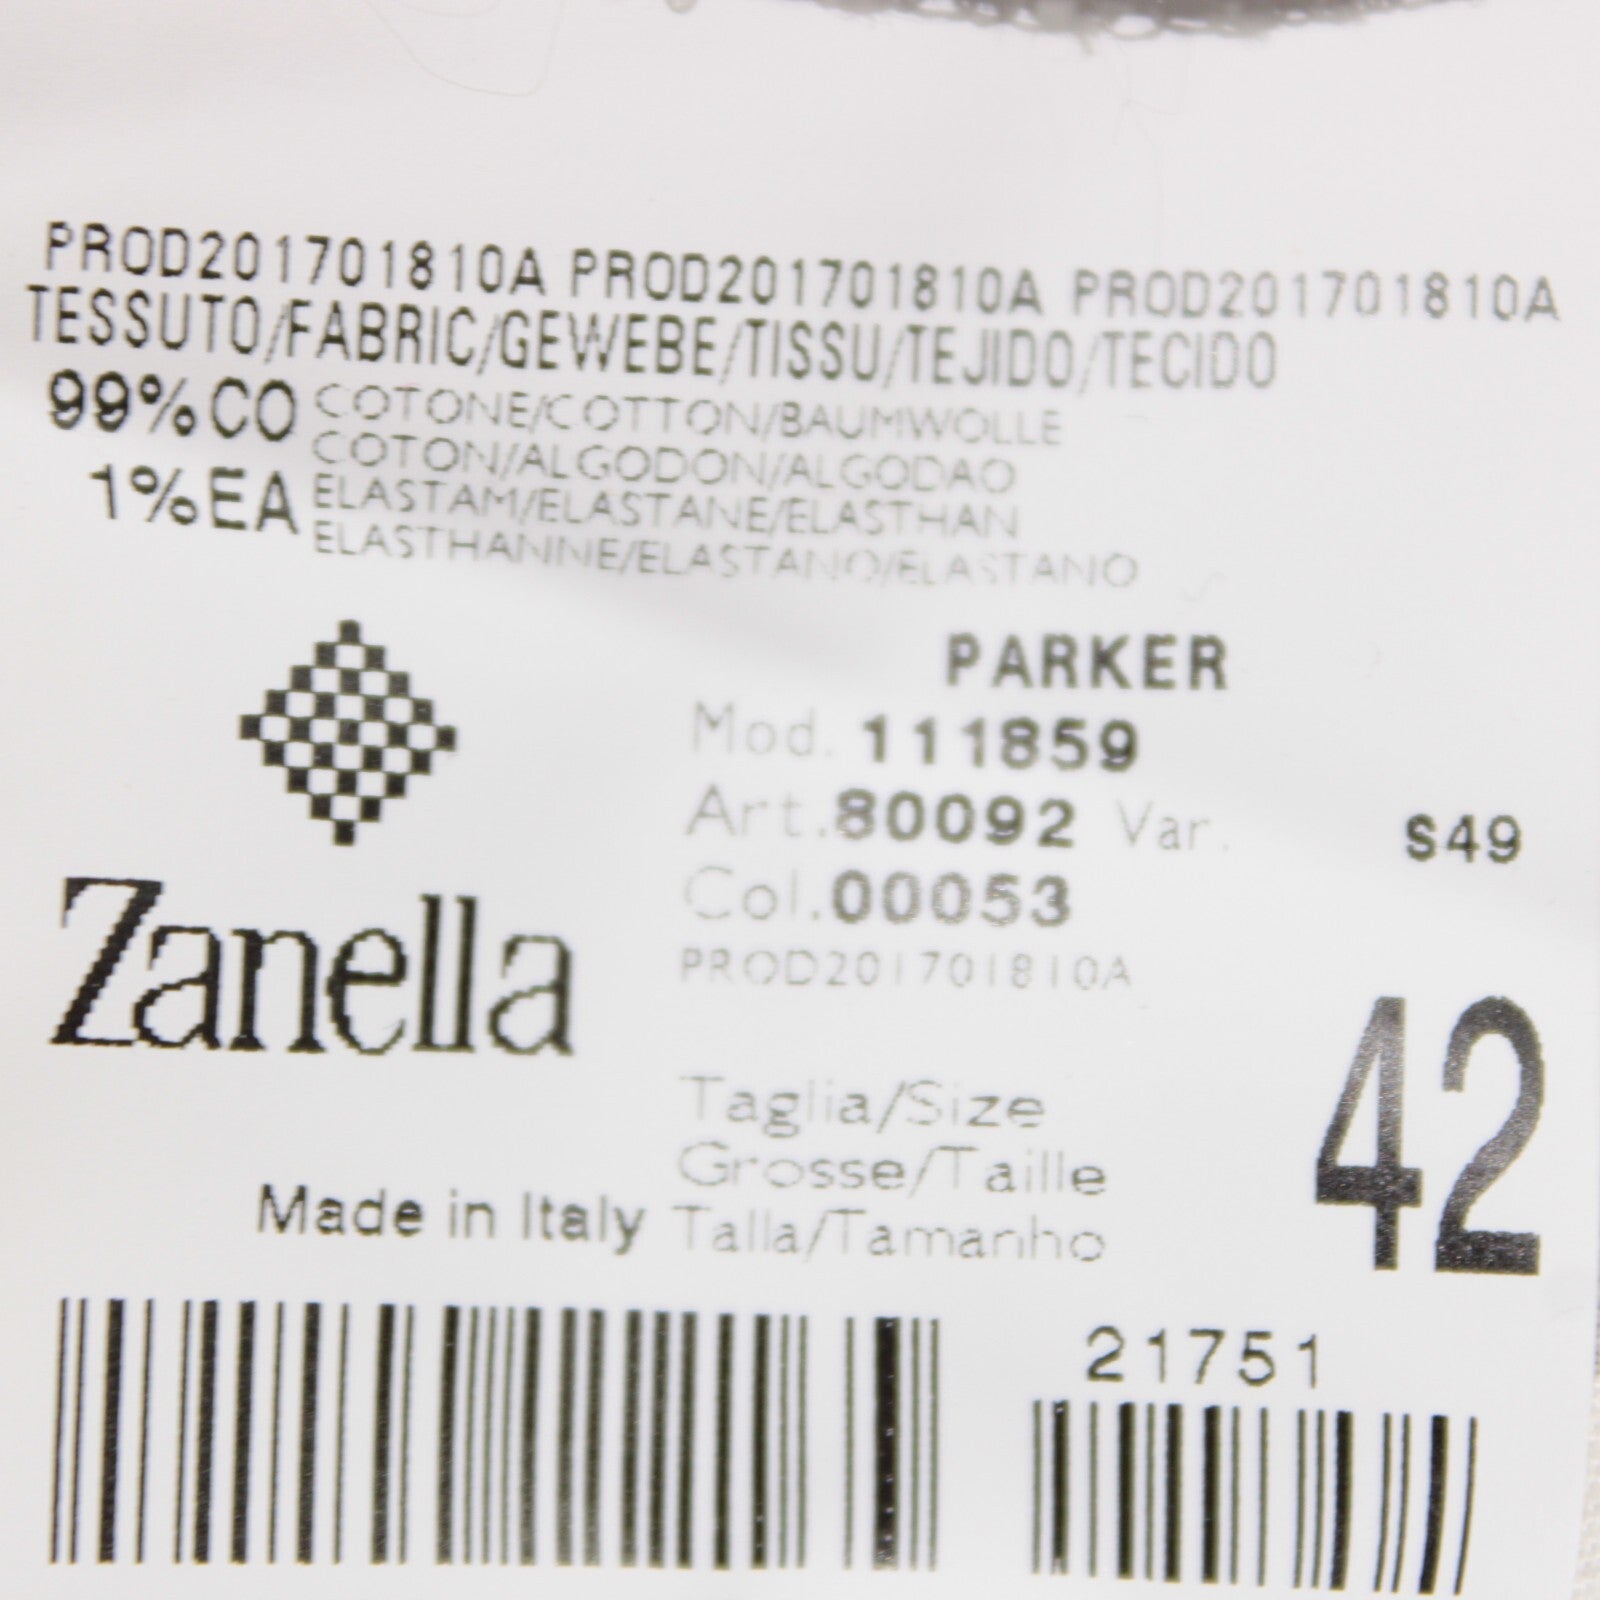 PROD201701810A PROD201701810A PROD201701810A
TESSUTO/FABRIC/GEWEBE/TISSU/TEJIDO/TECIDO
99%CO COTONE/COTTON/BAUMWOLLE
COTON/ALGODON/ALGODAO
1%EA ELASTAM/ELASTANE/ELASTHAN
ELASTHANNE/ELASTANO/ELASTANO
PARKER
Mod. 111859
Art.80092 Var. S49
Col.00053
PROD201701810A
Zanella
42
Taglia/Size
Grosse/Taille
Made in Italy Talla/Tamanho
21751